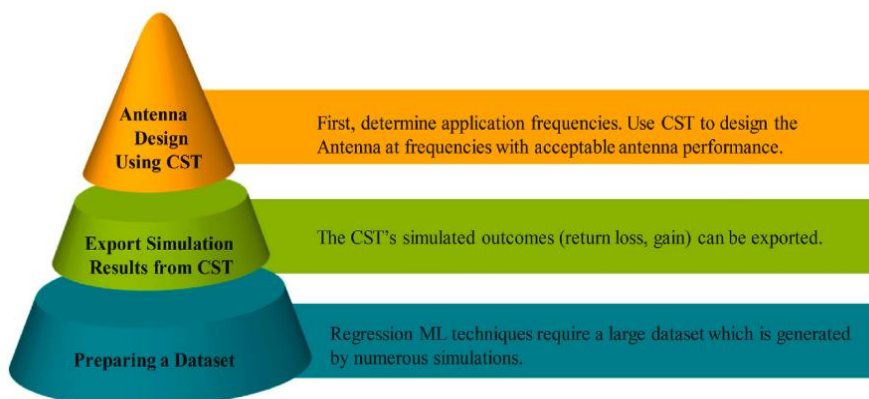 Antenna
Design
Using CST
First, determine application frequencies. Use CST to design the
Antenna at frequencies with acceptable antenna performance.
Export Simulation
Results from CST
The CST’s simulated outcomes (return loss, gain) can be exported.
Preparing a Dataset
Regression ML techniques require a large dataset which is generated
by numerous simulations.